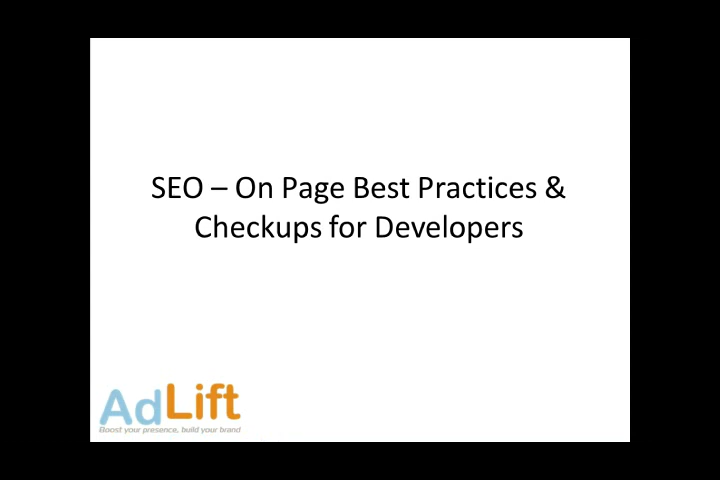 SEO – On Page Best Practices &
Checkups for Developers
AdLift
Boost your presence, build your brand